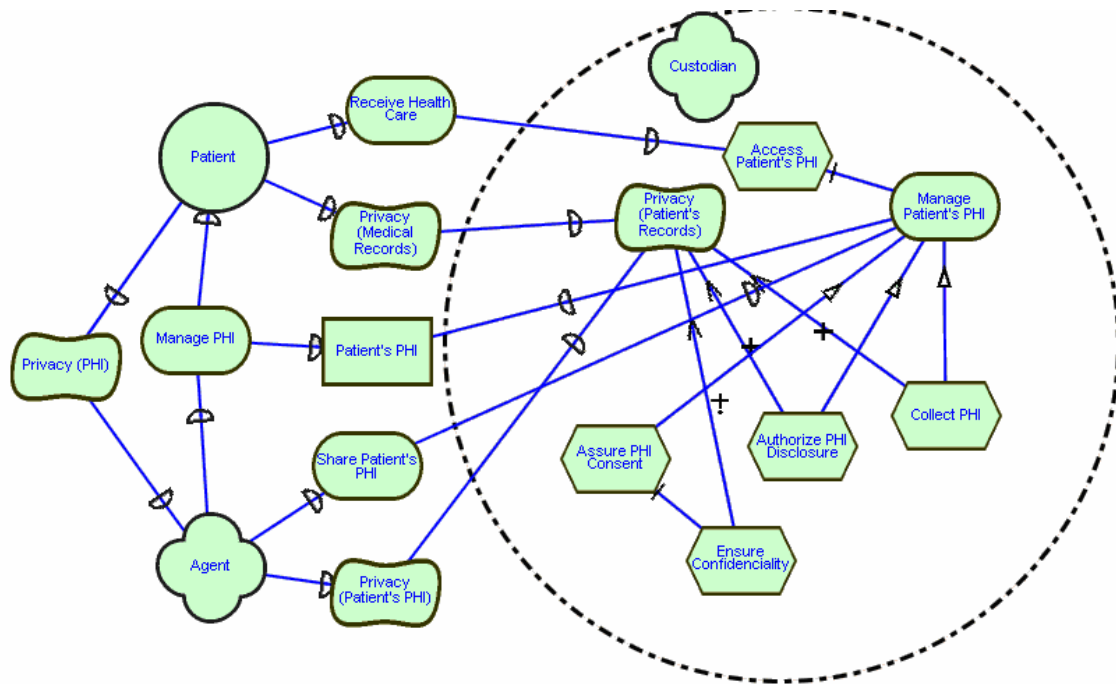 Custodian
Receive Health
Care
Patient
Access
Patient's PHI
Privacy
(Medical
Records)
Privacy
(Patient's
Records)
Manage
Patient's PHI
Privacy (PHI)
Manage PHI
Patient's PHI
Collect PHI
Share Patient's
PHI
Assure PHI
Consent
Authorize PHI
Disclosure
Agent
Privacy
(Patient's PHI)
Ensure
Confidenciality